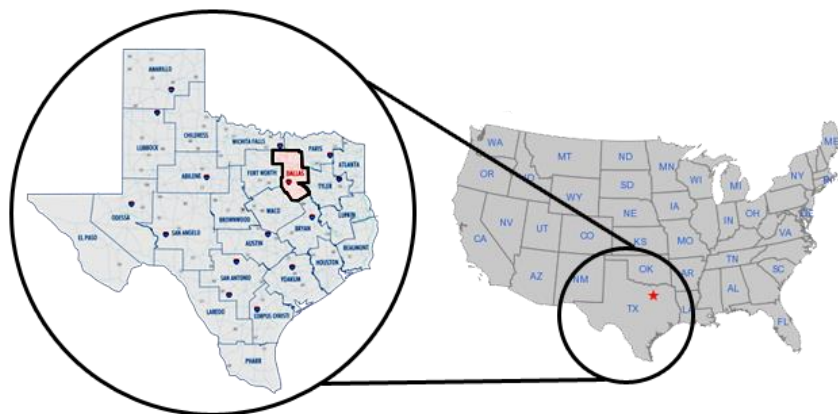 AMARILLO
CHILDRESS
LUBBOCK
WICHITA FALLS
PARIS
ATLANTA
ABILENE
FORT WORTH
DALLAS
TYLER
ODESSA
BROWNWOOD
WACO
LUFKIN
EL PASO
SAN ANGELO
AUSTIN
BRYAN
BEAUMONT
HOUSTON
SAN ANTONIO
YOAKUM
LAREDO
CORPUS CHRISTI
PHARR
WA
MT
ND
MN
ME
OR
ID
SD
WI
MI
NY
WY
NV
UT
CO
NE
IA
IN
OH
CA
KS
MO
VA
AZ
NM
OK
AR
TN
SC
TX
LA
AL
FL